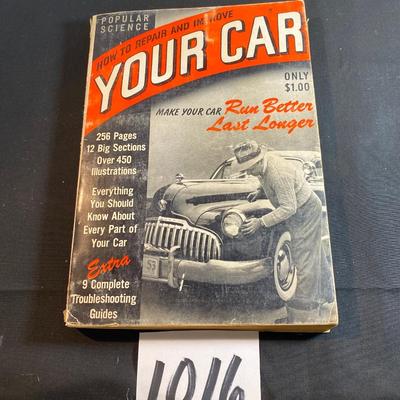 POPULAR
SCIENCE
HOW TO REPAIR AND IMPROVE
YOUR CAR
ONLY
$1.00
MAKE YOUR CAR Run Better
Last Longer
256 Pages
12 Big Sections
Over 450
Illustrations
Everything
You Should
Know About
Every Part of
Your Car
Extra
9 Complete
Troubleshooting
Guides
53
1016